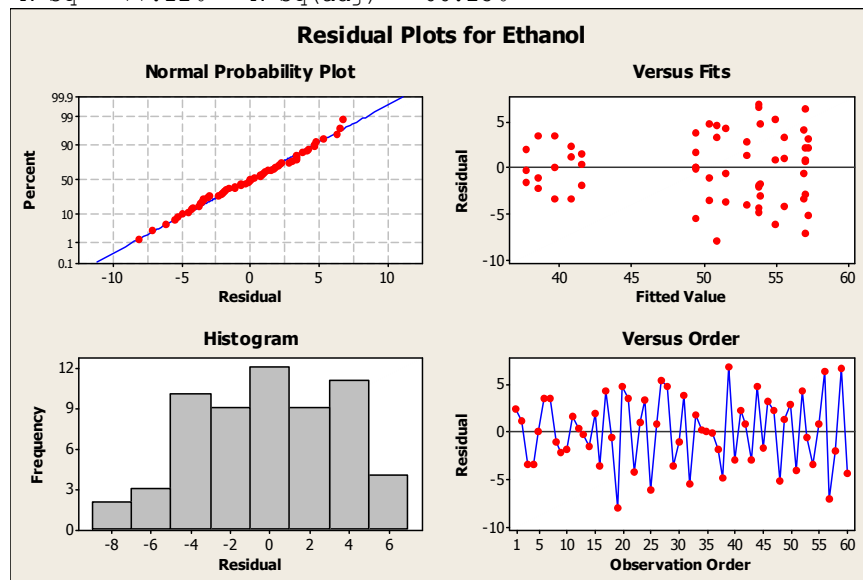 Residual Plots for Ethanol
Normal Probability Plot
99.9
99
90
50
10
1
0.1
Percent
-10 -5 0 5 10
Residual
Versus Fits
5
0
-5
-10
Residual
40 45 50 55 60
Fitted Value
Histogram
12
9
6
3
0
Frequency
-8 -6 -4 -2 0 2 4 6
Residual
Versus Order
5
0
-5
-10
Residual
1 5 10 15 20 25 30 35 40 45 50 55 60
Observation Order